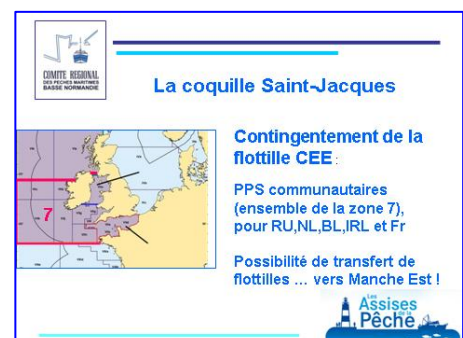 COMITE REGIONAL
DES PECHES MARITIMES
BASSE NORMANDIE
La coquille Saint-Jacques
Contingentement de la
flottille CEE :
7
PPS communautaires
(ensemble de la zone 7),
pour RU,NL,BL,IRL et Fr
Possibilité de transfert de
flottilles ... vers Manche Est !
Les
Assises
de la
Pêche